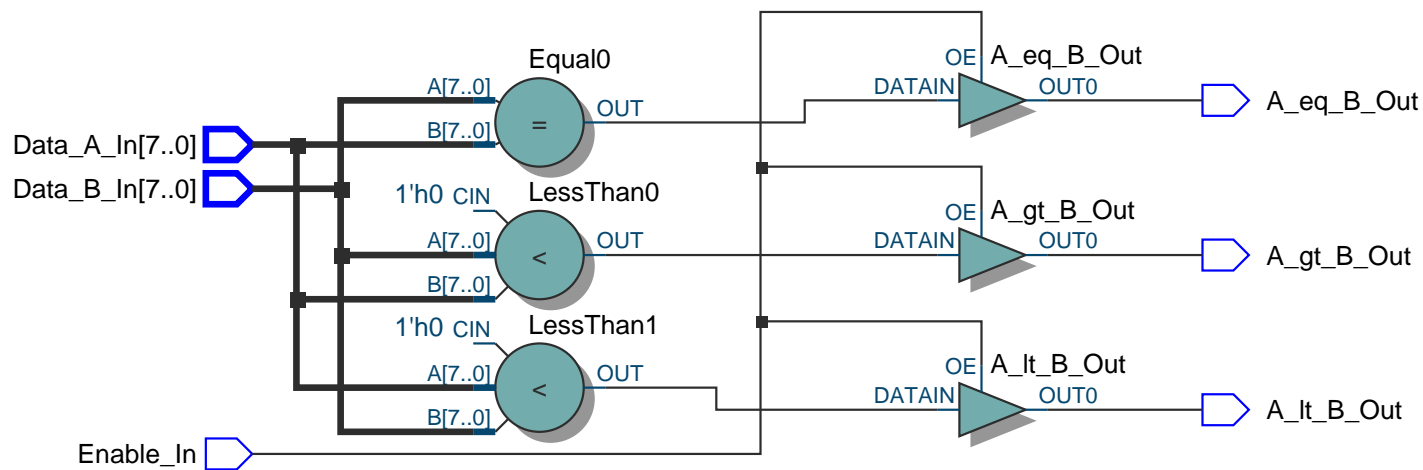 Equal0
A[7..0]
B[7..0]
=
OUT
OE
A_eq_B_Out
DATAIN
OUT0
A_eq_B_Out
Data_A_In[7..0]
Data_B_In[7..0]
LessThan0
1'h0 CIN
A[7..0]
B[7..0]
<
OUT
OE
A_gt_B_Out
DATAIN
OUT0
A_gt_B_Out
LessThan1
1'h0 CIN
A[7..0]
B[7..0]
<
OUT
OE
A_lt_B_Out
DATAIN
OUT0
A_lt_B_Out
Enable_In